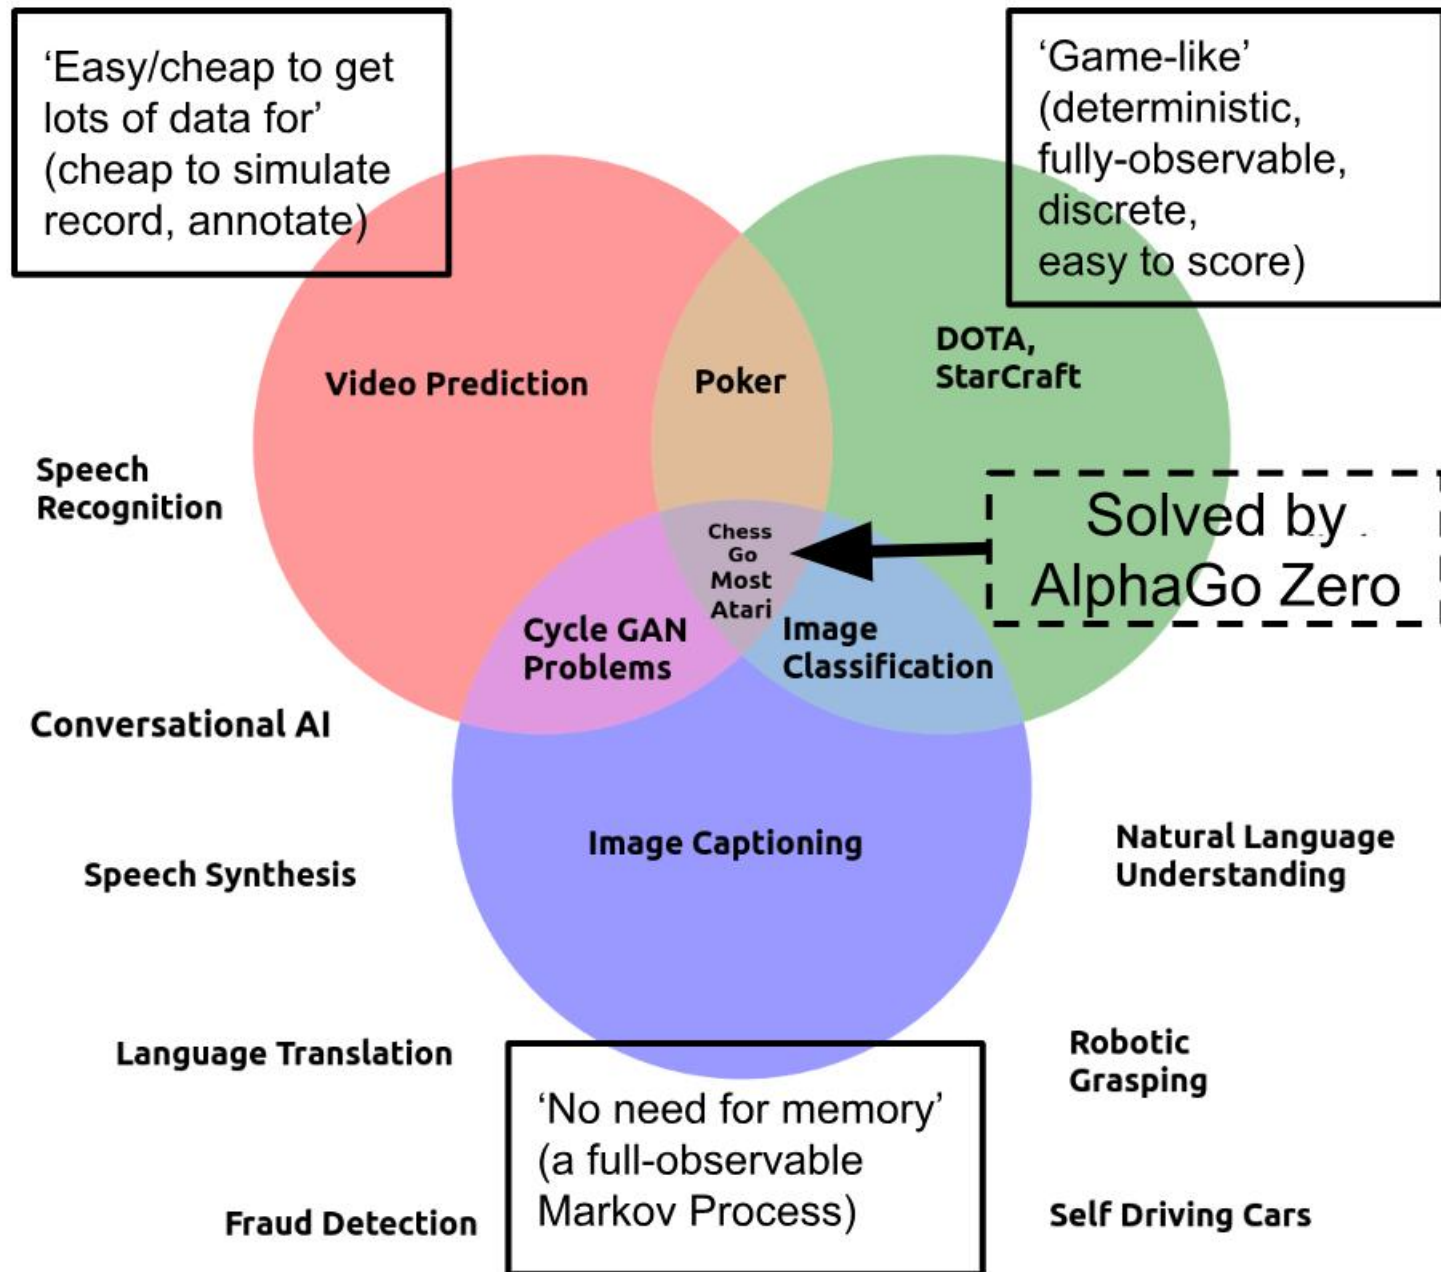 ‘Easy/cheap to get
lots of data for’
(cheap to simulate
record, annotate)
‘Game-like’
(deterministic,
fully-observable,
discrete,
easy to score)
Video Prediction
Poker
DOTA,
StarCraft
Speech
Recognition
Chess
Go
Most
Atari
Solved by
AlphaGo Zero
Cycle GAN
Problems
Image
Classification
Conversational AI
Image Captioning
Natural Language
Understanding
Speech Synthesis
Language Translation
Robotic
Grasping
‘No need for memory’
(a full-observable
Markov Process)
Fraud Detection
Self Driving Cars